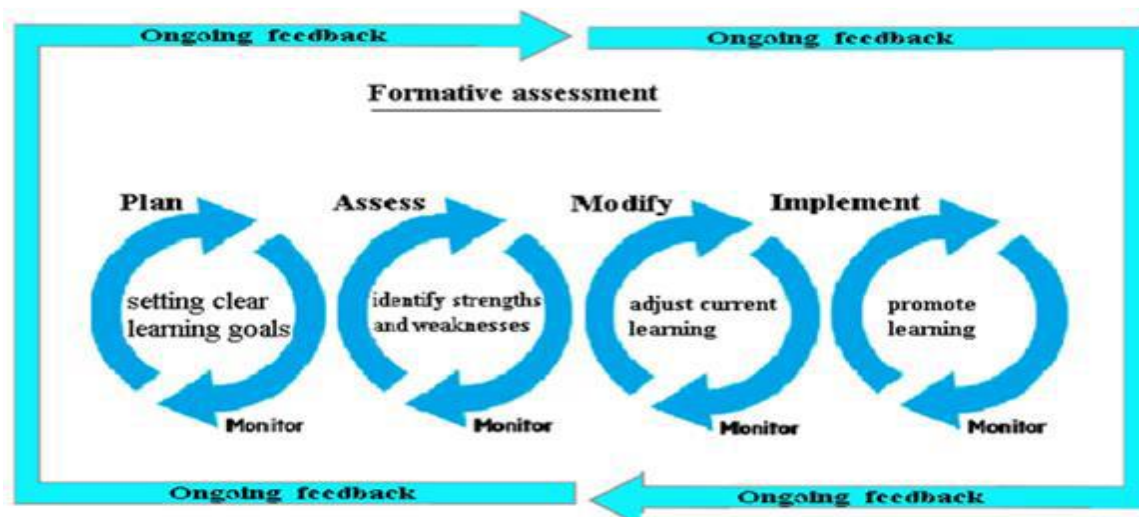 Ongoing feedback
Ongoing feedback
Formative assessment
Plan
Assess
Modify
Implement
setting clear
learning goals
identify strengths
and weaknesses
adjust current
learning
promote
learning
Monitor
Monitor
Monitor
Monitor
Ongoing feedback
Ongoing feedback